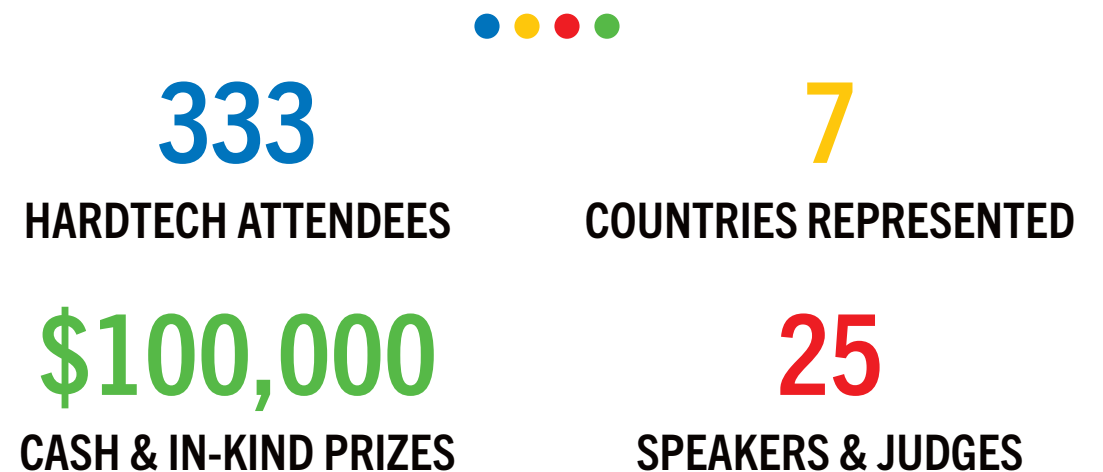 333
HARDTECH ATTENDEES
7
COUNTRIES REPRESENTED
$100,000
CASH & IN-KIND PRIZES
25
SPEAKERS & JUDGES